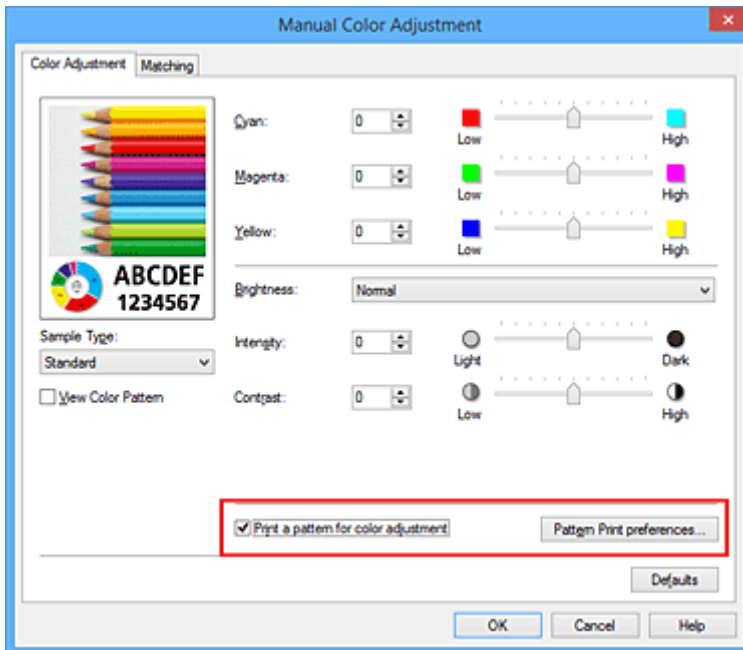 Manual Color Adjustment
Color Adjustment Matching
Cyan: 0 Low High
Magenta: 0 Low High
Yellow: 0 Low High
ABCDEF
1234567
Brightness: Normal
Sample Type:
Standard
Intensity: 0 Light Dark
View Color Pattern
Contrast: 0 Low High
Print a pattern for color adjustment Pattern Print preferences...
Defaults
OK Cancel Help